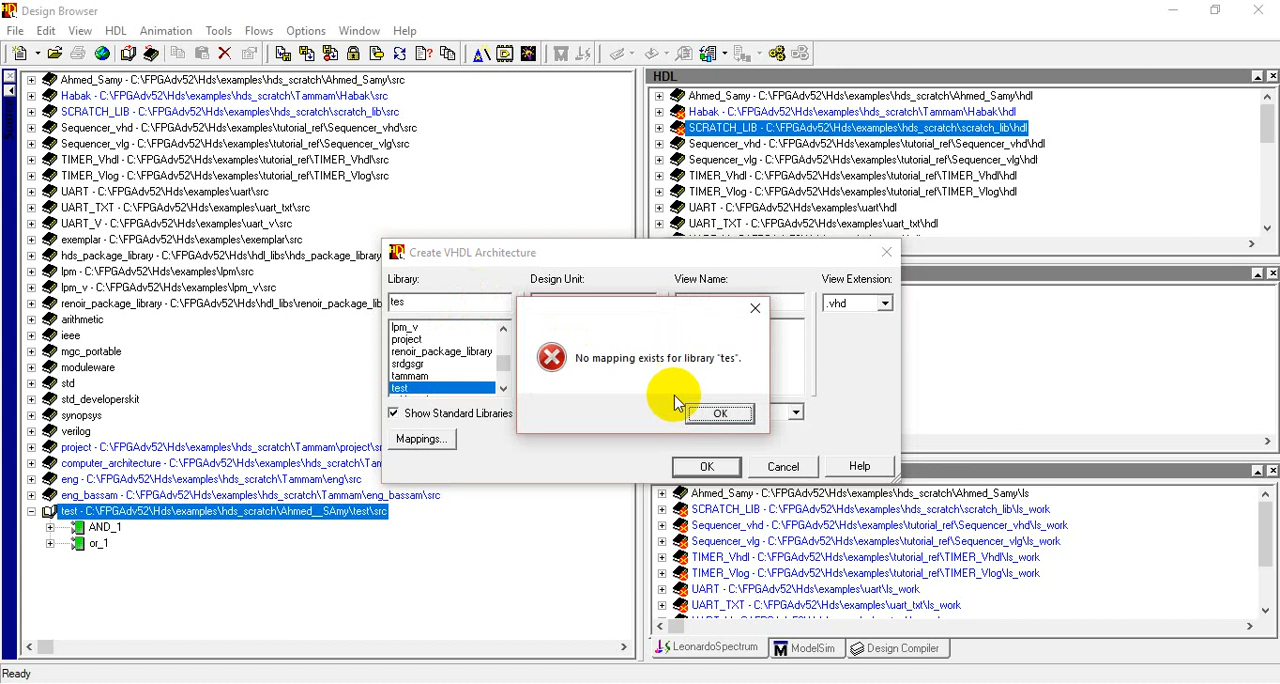 Design Browser
File Edit View HDL Animation Tools Flows Options Window Help
Ahmed_Samy - C:\FPGAdv52\Hds\examples\hds_scratch\Ahmed_Samy\src
Habak - C:\FPGAdv52\Hds\examples\hds_scratch\Tammam\Habak\src
SCRATCH_LIB - C:\FPGAdv52\Hds\examples\hds_scratch\scratch_lib\src
Sequencer_vhd - C:\FPGAdv52\Hds\examples\tutorial_ref\Sequencer_vhd\src
Sequencer_vlg - C:\FPGAdv52\Hds\examples\tutorial_ref\Sequencer_vlg\src
TIMER_Vhdl - C:\FPGAdv52\Hds\examples\tutorial_ref\TIMER_Vhdl\src
TIMER_Vlog - C:\FPGAdv52\Hds\examples\tutorial_ref\TIMER_Vlog\src
UART - C:\FPGAdv52\Hds\examples\uart\src
UART_TXT - C:\FPGAdv52\Hds\examples\uart_txt\src
UART_V - C:\FPGAdv52\Hds\examples\uart_v\src
exemplar - C:\FPGAdv52\Hds\examples\exemplar\src
hds_package_library - C:\FPGAdv52\Hds\hdl_libs\hds_package_library
lpm - C:\FPGAdv52\Hds\examples\lpm\src
lpm_v - C:\FPGAdv52\Hds\examples\lpm_v\src
renoir_package_library - C:\FPGAdv52\Hds\hdl_libs\renoir_package_lib
arithmetic
ieee
mgc_portable
moduleware
std
std_developerskit
synopsys
verilog
project - C:\FPGAdv52\Hds\examples\hds_scratch\Tammam\project\sr
computer_architecture - C:\FPGAdv52\Hds\examples\hds_scratch\Tam
eng - C:\FPGAdv52\Hds\examples\hds_scratch\Tammam\eng\src
eng_bassam - C:\FPGAdv52\Hds\examples\hds_scratch\Tammam\eng_bassam\src
test - C:\FPGAdv52\Hds\examples\hds_scratch\Ahmed__SAmy\test\src
AND_1
or_1
HDL
Ahmed_Samy - C:\FPGAdv52\Hds\examples\hds_scratch\Ahmed_Samy\hdl
Habak - C:\FPGAdv52\Hds\examples\hds_scratch\Tammam\Habak\hdl
SCRATCH_LIB - C:\FPGAdv52\Hds\examples\hds_scratch\scratch_lib\hdl
Sequencer_vhd - C:\FPGAdv52\Hds\examples\tutorial_ref\Sequencer_vhd\hdl
Sequencer_vlg - C:\FPGAdv52\Hds\examples\tutorial_ref\Sequencer_vlg\hdl
TIMER_Vhdl - C:\FPGAdv52\Hds\examples\tutorial_ref\TIMER_Vhdl\hdl
TIMER_Vlog - C:\FPGAdv52\Hds\examples\tutorial_ref\TIMER_Vlog\hdl
UART - C:\FPGAdv52\Hds\examples\uart\hdl
UART_TXT - C:\FPGAdv52\Hds\examples\uart_txt\hdl
Create VHDL Architecture
Library: Design Unit: View Name: View Extension:
tes .vhd
lpm_v
project
renoir_package_library
srdgsgr
tammam
test
Show Standard Libraries
Mappings...
No mapping exists for library "tes".
OK
OK Cancel Help
Ahmed_Samy - C:\FPGAdv52\Hds\examples\hds_scratch\Ahmed_Samy\ls
SCRATCH_LIB - C:\FPGAdv52\Hds\examples\hds_scratch\scratch_lib\ls_work
Sequencer_vhd - C:\FPGAdv52\Hds\examples\tutorial_ref\Sequencer_vhd\ls_work
Sequencer_vlg - C:\FPGAdv52\Hds\examples\tutorial_ref\Sequencer_vlg\ls_work
TIMER_Vhdl - C:\FPGAdv52\Hds\examples\tutorial_ref\TIMER_Vhdl\ls_work
TIMER_Vlog - C:\FPGAdv52\Hds\examples\tutorial_ref\TIMER_Vlog\ls_work
UART - C:\FPGAdv52\Hds\examples\uart\ls_work
UART_TXT - C:\FPGAdv52\Hds\examples\uart_txt\ls_work
LeonardoSpectrum ModelSim Design Compiler
Ready